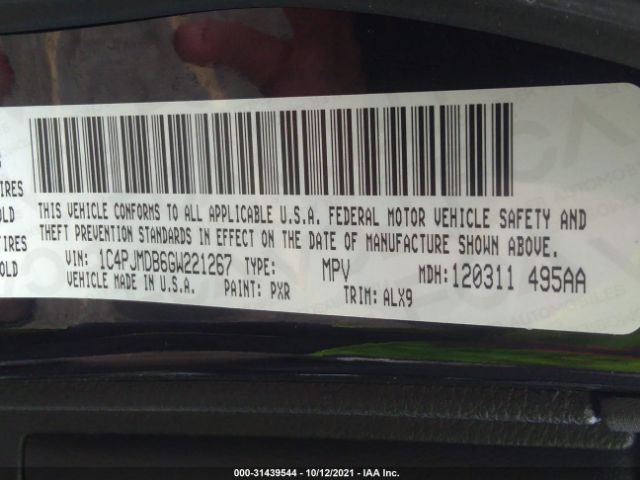 IRES
OLD
IRES
OLD
THIS VEHICLE CONFORMS TO ALL APPLICABLE U.S.A. FEDERAL MOTOR VEHICLE SAFETY AND
THEFT PREVENTION STANDARDS IN EFFECT ON THE DATE OF MANUFACTURE SHOWN ABOVE.
VIN: 1C4PJMDB6GW221267 TYPE: MPV MDH: 120311 495AA
VEHICLE MADE IN U.S.A. PAINT: PXR TRIM: ALX9
000-31439544 - 10/12/2021 - IAA Inc.